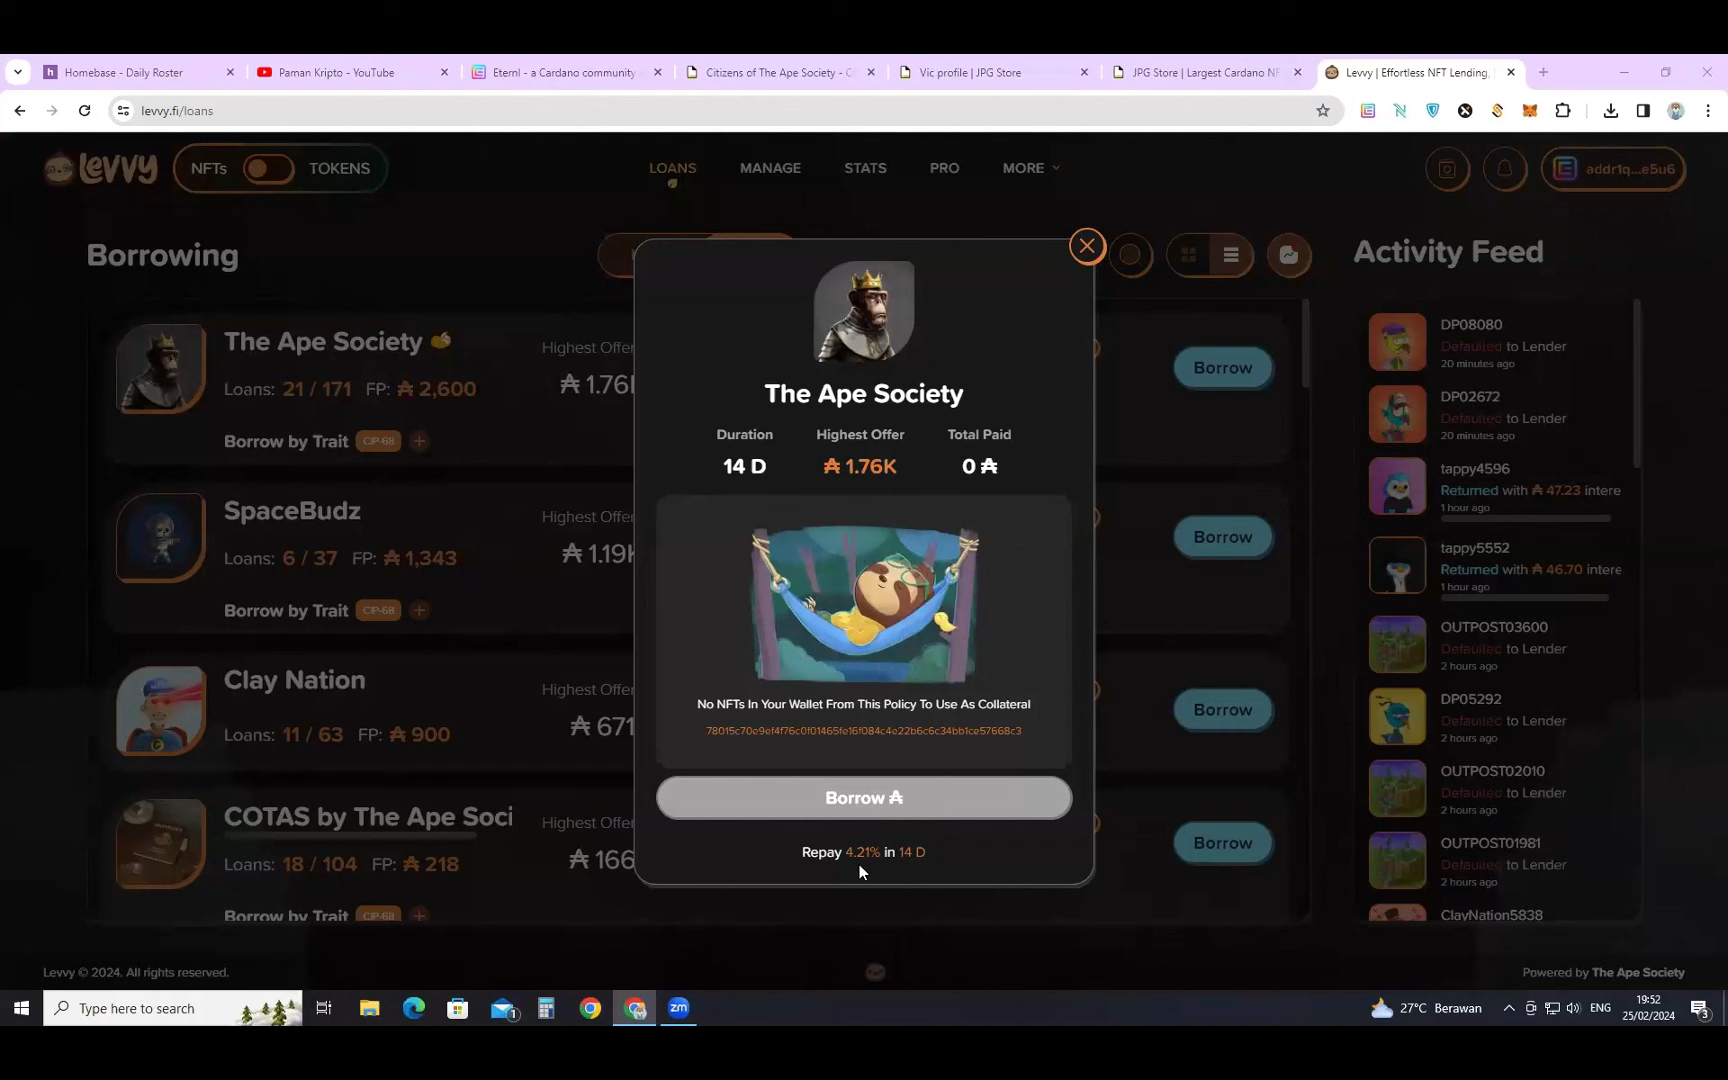 Homebase - Daily Roster
Paman Kripto - YouTube
Eternl - a Cardano community
Citizens of The Ape Society - C
Vic profile | JPG Store
JPG Store | Largest Cardano NF
Levvy | Effortless NFT Lending,
levvy.fi/loans
levvy
NFTs
TOKENS
LOANS
MANAGE
STATS
PRO
MORE
addr1q...e5u6
Borrowing
Activity Feed
The Ape Society
Loans: 21 / 171 FP: ₳ 2,600
Highest Offer
₳ 1.76K
Borrow
Borrow by Trait CIP-68 +
SpaceBudz
Loans: 6 / 37 FP: ₳ 1,343
Highest Offer
₳ 1.19K
Borrow
Borrow by Trait CIP-68 +
Clay Nation
Loans: 11 / 63 FP: ₳ 900
Highest Offer
₳ 671
Borrow
COTAS by The Ape Soci
Loans: 18 / 104 FP: ₳ 218
Highest Offer
₳ 166
Borrow
Borrow by Trait CIP-68 +
The Ape Society
Duration Highest Offer Total Paid
14 D ₳ 1.76K 0 ₳
No NFTs In Your Wallet From This Policy To Use As Collateral
78015c70e9ef4f76c0f01465fe16f084c4e22b6c6c34bb1ce57668c3
Borrow ₳
Repay 4.21% in 14 D
DP08080
Defaulted to Lender
20 minutes ago
DP02672
Defaulted to Lender
20 minutes ago
tappy4596
Returned with ₳ 47.23 intere
1 hour ago
tappy5552
Returned with ₳ 46.70 intere
1 hour ago
OUTPOST03600
Defaulted to Lender
2 hours ago
DP05292
Defaulted to Lender
2 hours ago
OUTPOST02010
Defaulted to Lender
2 hours ago
OUTPOST01981
Defaulted to Lender
2 hours ago
ClayNation5838
Levvy © 2024. All rights reserved.
Powered by The Ape Society
Type here to search
1
27°C Berawan
ENG
19:52
25/02/2024
3